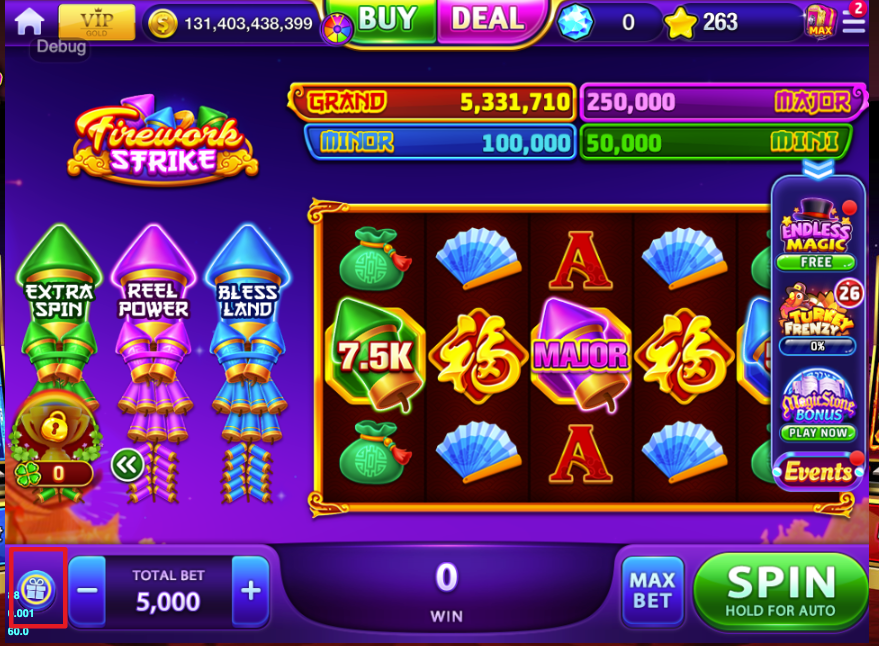 VIP
GOLD
131,403,438,399
BUY
DEAL
0
263
MAX
2
Debug
Firework
STRIKE
GRAND 5,331,710
250,000 MAJOR
MINOR 100,000
50,000 MINI
EXTRA
SPIN
REEL
POWER
BLESS
LAND
7.5K
福
MAJOR
福
ENDLESS
MAGIC
FREE
26
TURKEY
FRENZY
0%
MagicStone
BONUS
PLAY NOW
Events
0
TOTAL BET
5,000
0
WIN
MAX
BET
SPIN
HOLD FOR AUTO
A
A
60.0